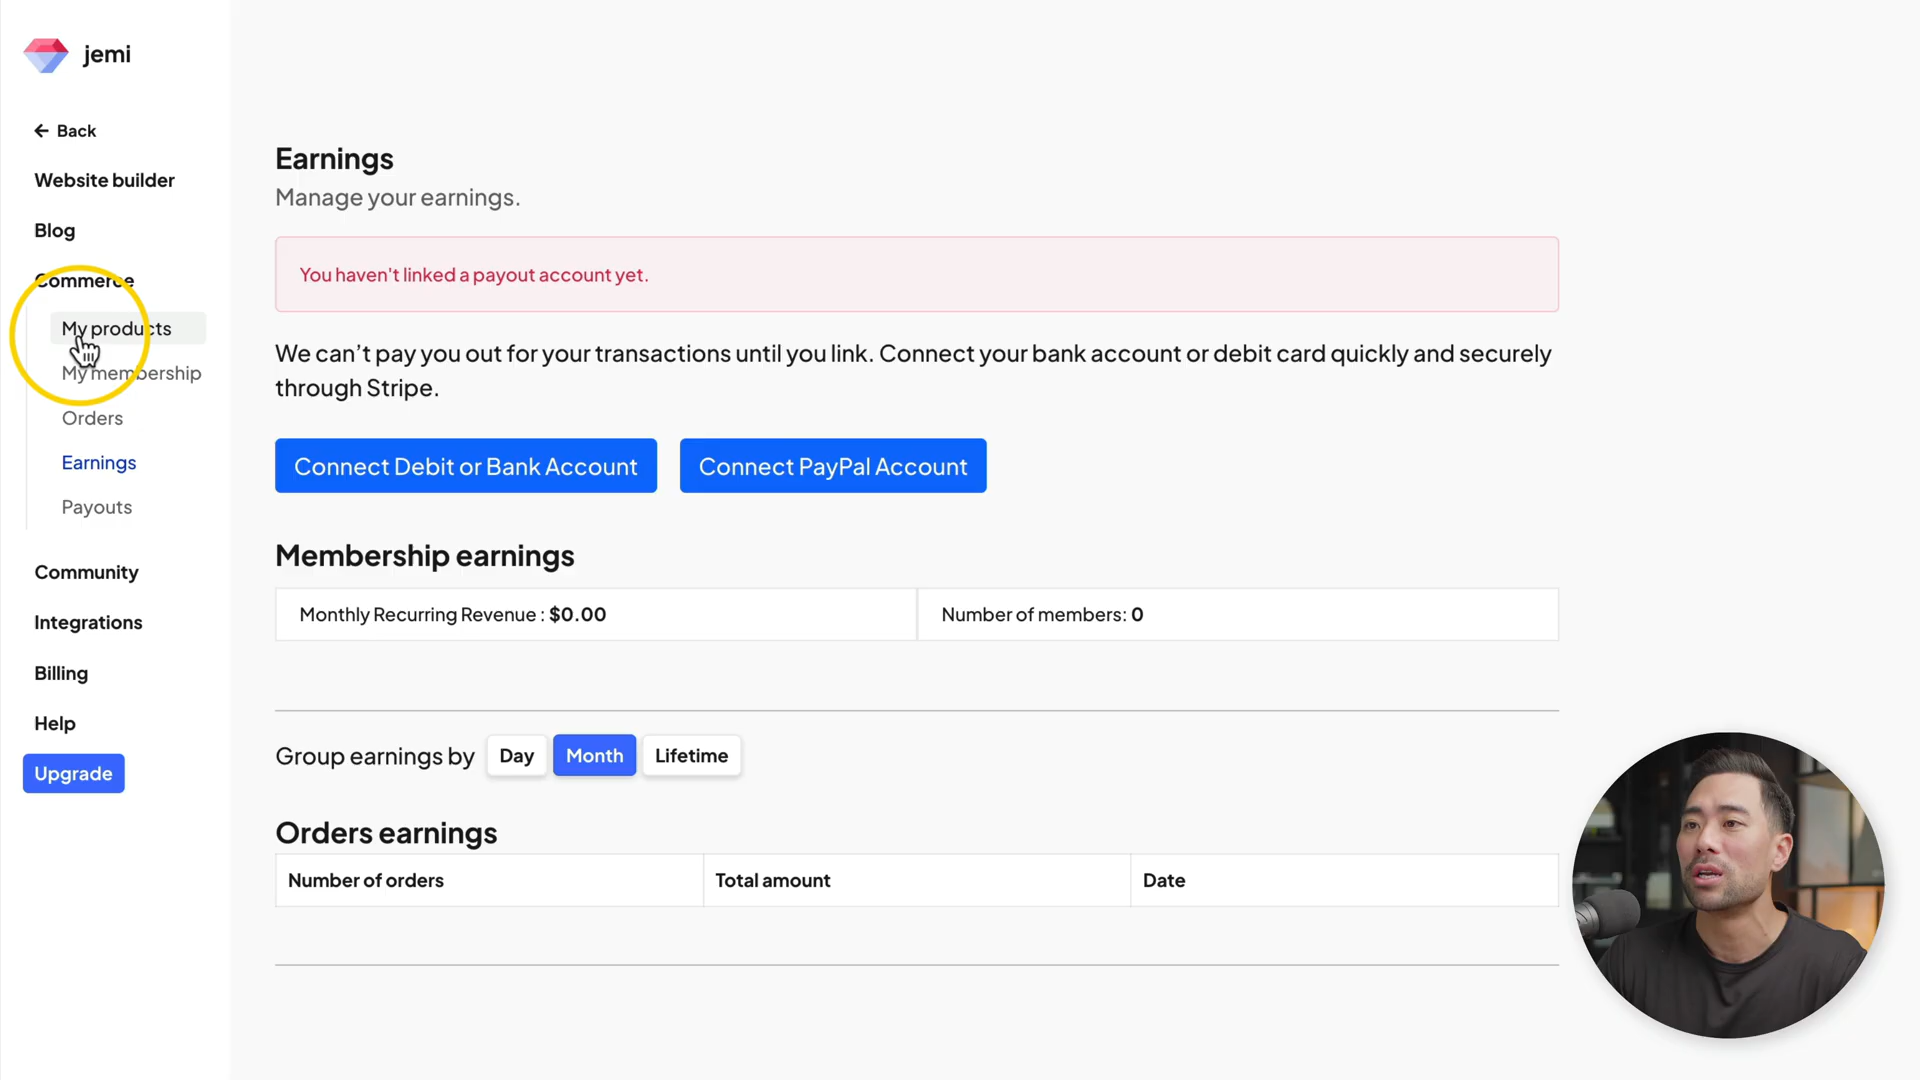 jemi
Back
Website builder
Blog
Commerce
My products
My membership
Orders
Earnings
Payouts
Community
Integrations
Billing
Help
Upgrade
Earnings
Manage your earnings.
You haven't linked a payout account yet.
We can’t pay you out for your transactions until you link. Connect your bank account or debit card quickly and securely
through Stripe.
Connect Debit or Bank Account
Connect PayPal Account
Membership earnings
Monthly Recurring Revenue : $0.00
Number of members: 0
Group earnings by Day Month Lifetime
Orders earnings
Number of orders
Total amount
Date